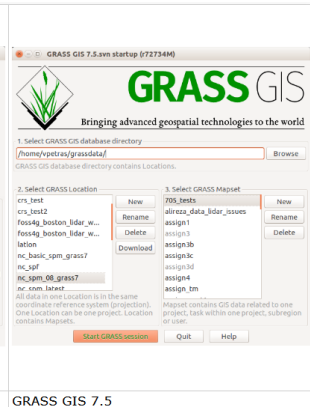 GRASS GIS 7.5.svn startup (r72734M)
GRASS GIS
Bringing advanced geospatial technologies to the world
1. Select GRASS GIS database directory
/home/vpetras/grassdata/
Browse
GRASS GIS database directory contains Locations.
2. Select GRASS Location
crs_test
crs_test2
foss4g_boston_lidar_w...
foss4g_boston_lidar_w...
lation
nc_basic_spm_grass7
nc_spf
nc_spm_08_grass7
nc_spm_latest
New
Rename
Delete
Download
All data in one Location is in the same
coordinate reference system (projection).
One Location can be one project. Location
contains Mapsets.
3. Select GRASS Mapset
705_tests
alireza_data_lidar_issues
assign1
assign3
assign3b
assign3c
assign3d
assign4
assign_tm
New
Rename
Delete
Mapset contains GIS data related to one
project, task within one project, subregion
or user.
Start GRASS session
Quit
Help
GRASS GIS 7.5